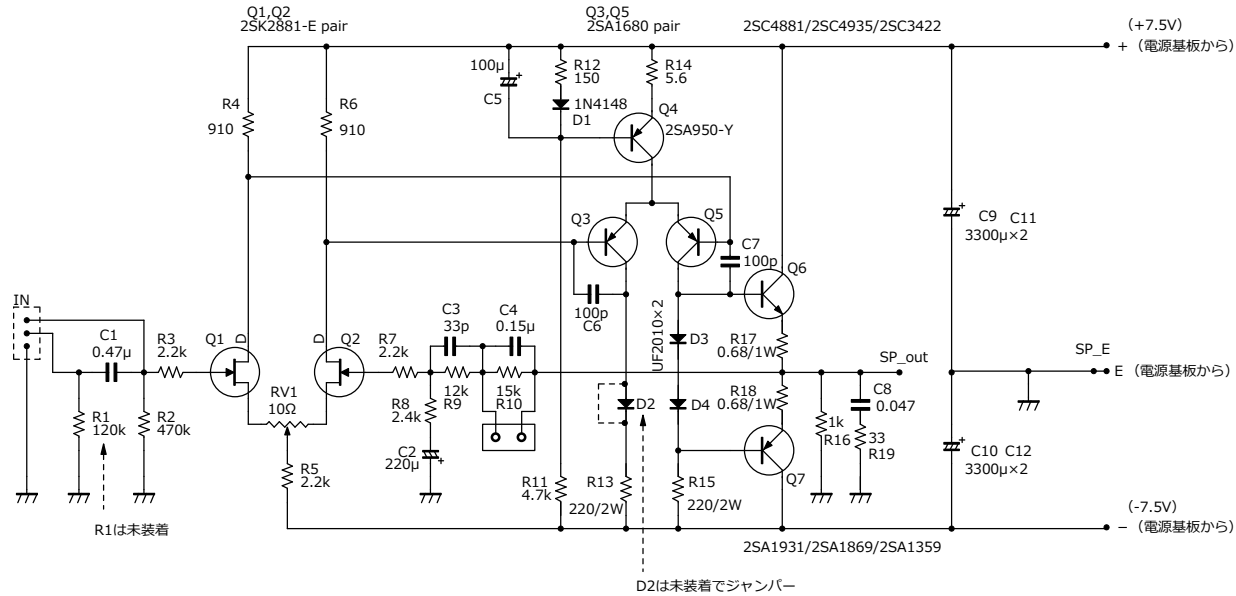 Q1,Q2
2SK2881-E pair
Q3,Q5
2SA1680 pair
2SC4881/2SC4935/2SC3422
(+7.5V)
+ (電源基板から)
100μ
C5
R12
150
R14
5.6
1N4148
D1
Q4
2SA950-Y
R4
910
R6
910
Q3
Q5
C7
100p
Q6
C9 C11
3300μ×2
100p
C6
UF2010×2
IN
C1
0.47μ
R3
2.2k
Q1
D
D
Q2
R7
2.2k
C3
33p
C4
0.15μ
D3
R17
0.68/1W
SP_out
SP_E
E (電源基板から)
RV1
10Ω
12k
R9
15k
R10
R8
2.4k
D2
D4
R18
0.68/1W
C8
0.047
R1
120k
R2
470k
R5
2.2k
C2
220μ
1k
R16
33
R19
C10 C12
3300μ×2
R11
4.7k
R13
220/2W
R15
220/2W
Q7
R1は未装着
(-7.5V)
− (電源基板から)
2SA1931/2SA1869/2SA1359
D2は未装着でジャンパー